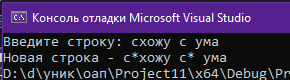 Консоль отладки Microsoft Visual Studio
Введите строку: схожу с ума
Новая строка - с*хожу с* ума
D:\d\уник\оап\Project11\x64\Debug\Pr